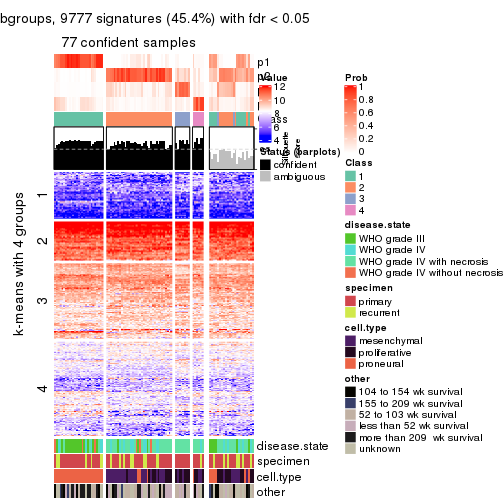 bgroups, 9777 signatures (45.4%) with fdr < 0.05
77 confident samples
p1
Value
12
10
8
6
4
Status (barplots)
confident
ambiguous
Silhouette
score
k-means with 4 groups
1
2
3
4
disease.state
specimen
cell.type
other
Prob
1
0.8
0.6
0.4
0.2
0
Class
1
2
3
4
disease.state
WHO grade III
WHO grade IV
WHO grade IV with necrosis
WHO grade IV without necrosis
specimen
primary
recurrent
cell.type
mesenchymal
proliferative
proneural
other
104 to 154 wk survival
155 to 209 wk survival
52 to 103 wk survival
less than 52 wk survival
more than 209 wk survival
unknown